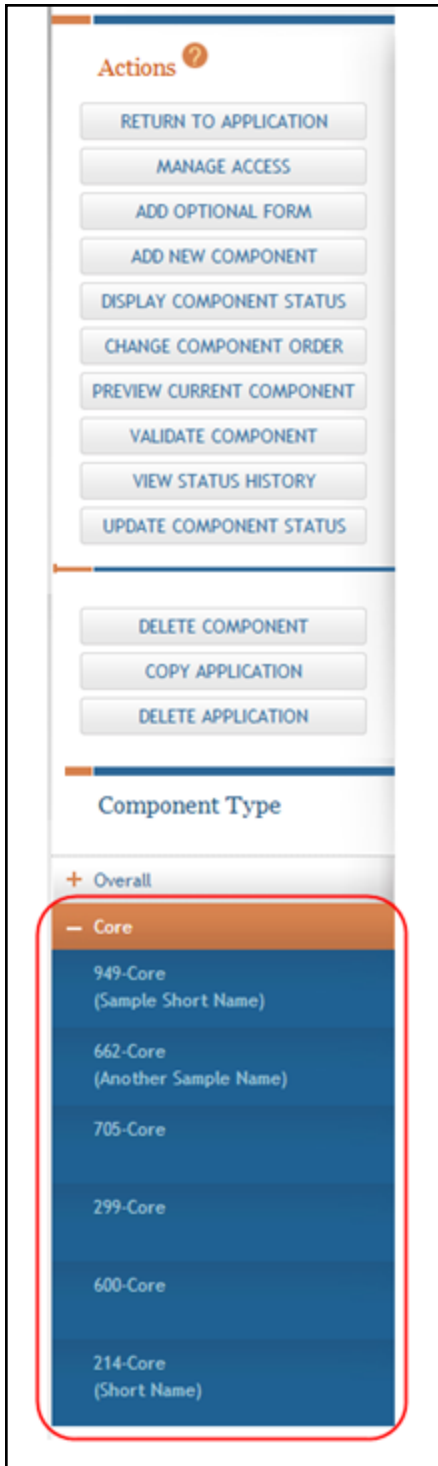 Actions ?
RETURN TO APPLICATION
MANAGE ACCESS
ADD OPTIONAL FORM
ADD NEW COMPONENT
DISPLAY COMPONENT STATUS
CHANGE COMPONENT ORDER
PREVIEW CURRENT COMPONENT
VALIDATE COMPONENT
VIEW STATUS HISTORY
UPDATE COMPONENT STATUS
DELETE COMPONENT
COPY APPLICATION
DELETE APPLICATION
Component Type
+ Overall
– Core
949-Core
(Sample Short Name)
662-Core
(Another Sample Name)
705-Core
299-Core
600-Core
214-Core
(Short Name)